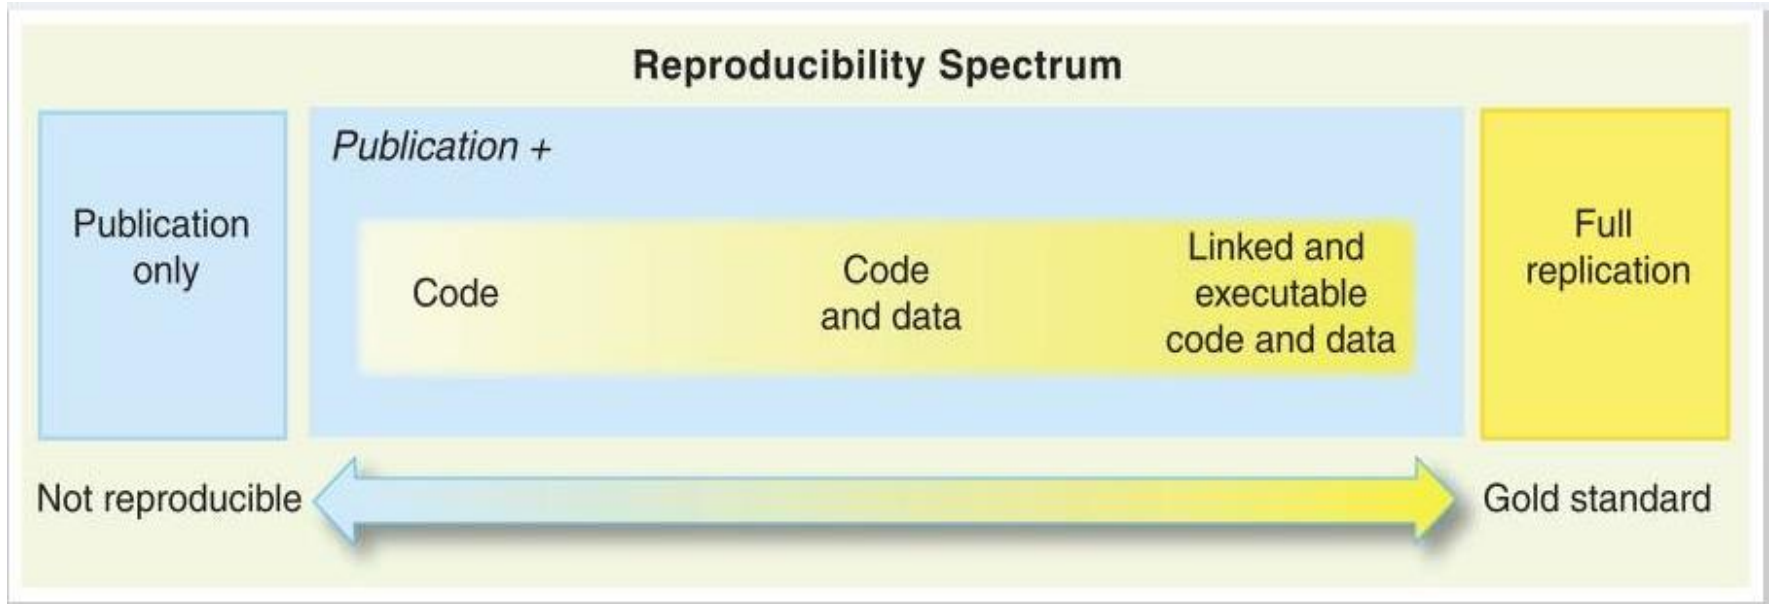 Reproducibility Spectrum
Publication
only
Publication +
Code
Code
and data
Linked and
executable
code and data
Full
replication
Not reproducible
Gold standard